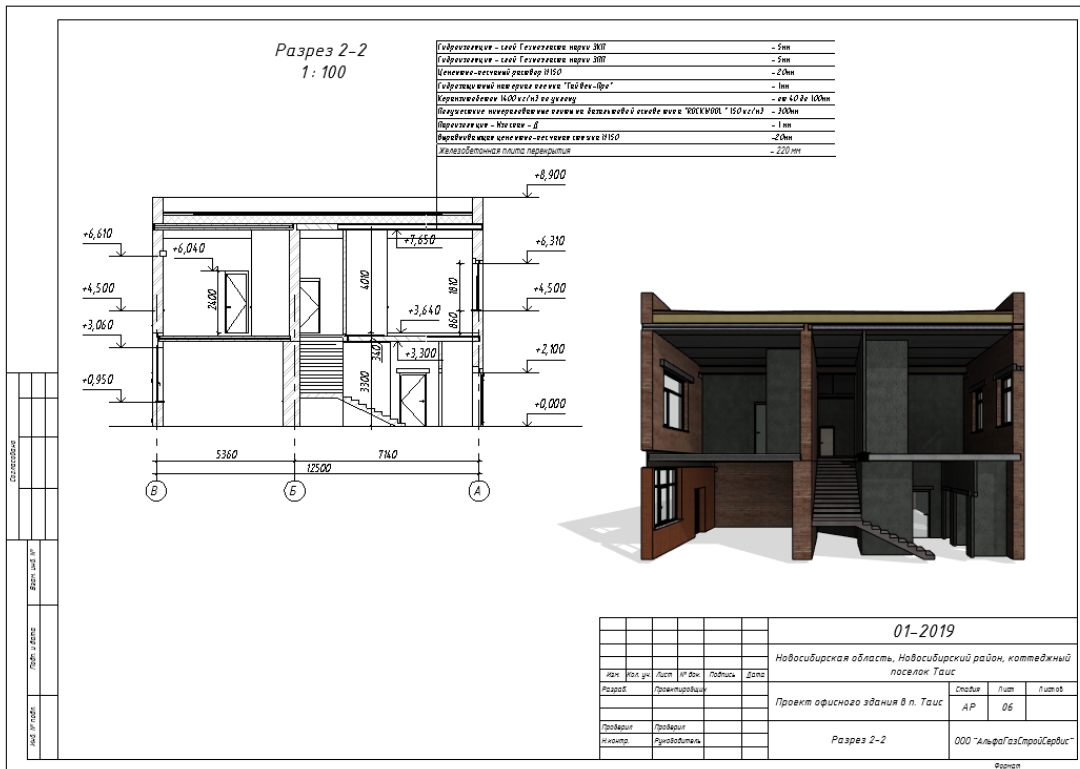 Разрез 2-2
1 : 100
Гидроизоляция - слой Техноэласта марки ЭКП - 5мм
Гидроизоляция - слой Техноэласта марки ЭПП - 5мм
Цементно-песчаный раствор М150 - 20мм
Гидрозащитный материал пленка "Тайвек-Про" - 1мм
Керамзитобетон 1400 кг/м3 по уклону - от 40 до 100мм
Полужесткие минераловатные плиты на базальтовой основе типа "ROCKWOOL" 150 кг/м3 - 300мм
Пароизоляция - Изоспан - Д - 1 мм
Выравнивающая цементно-песчаная стяжка М150 -20мм
Железобетонная плита перекрытия - 220 мм
+8,900
+6,610
+6,040
+7,650
+6,310
+4,500
2400
4010
1810
+4,500
+3,060
+3,640
860
+3,300
340
+2,100
+0,950
3300
+0,000
5360
7140
12500
В
Б
А
Согласовано
Взам. инв. №
Подп. и дата
Инв. № подл.
01-2019
Новосибирская область, Новосибирский район, коттеджный
поселок Таис
Изм. Кол. уч. Лист № док. Подпись Дата
Разраб. Проектировщик
Проект офисного здания в п. Таис
Стадия Лист Листов
АР 06
Проверил Проверил
Н.контр. Руководитель
Разрез 2-2
ООО "АльфаГазСтройСервис"
Формат